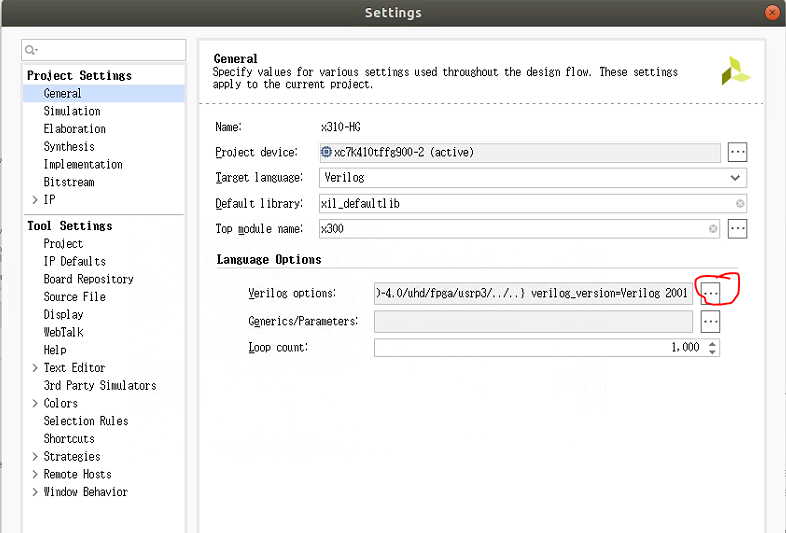 Settings
Project Settings
General
Simulation
Elaboration
Synthesis
Implementation
Bitstream
IP
Tool Settings
Project
IP Defaults
Board Repository
Source File
Display
WebTalk
Help
Text Editor
3rd Party Simulators
Colors
Selection Rules
Shortcuts
Strategies
Remote Hosts
Window Behavior
General
Specify values for various settings used throughout the design flow. These settings
apply to the current project.
Name: x310-HG
Project device: xc7k410tffg900-2 (active) ...
Target language: Verilog
Default library: xil_defaultlib
Top module name: x300 ...
Language Options
Verilog options: )-4.0/uhd/fpga/usrp3/../..} verilog_version=Verilog 2001 ...
Generics/Parameters: ...
Loop count: 1,000